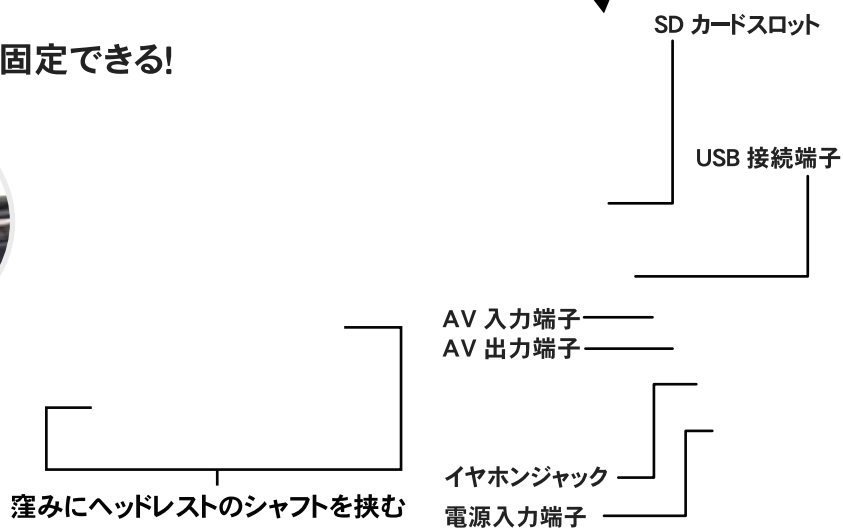 SD カードスロット
固定できる!
USB 接続端子
AV 入力端子
AV 出力端子
イヤホンジャック
窪みにヘッドレストのシャフトを挟む
電源入力端子